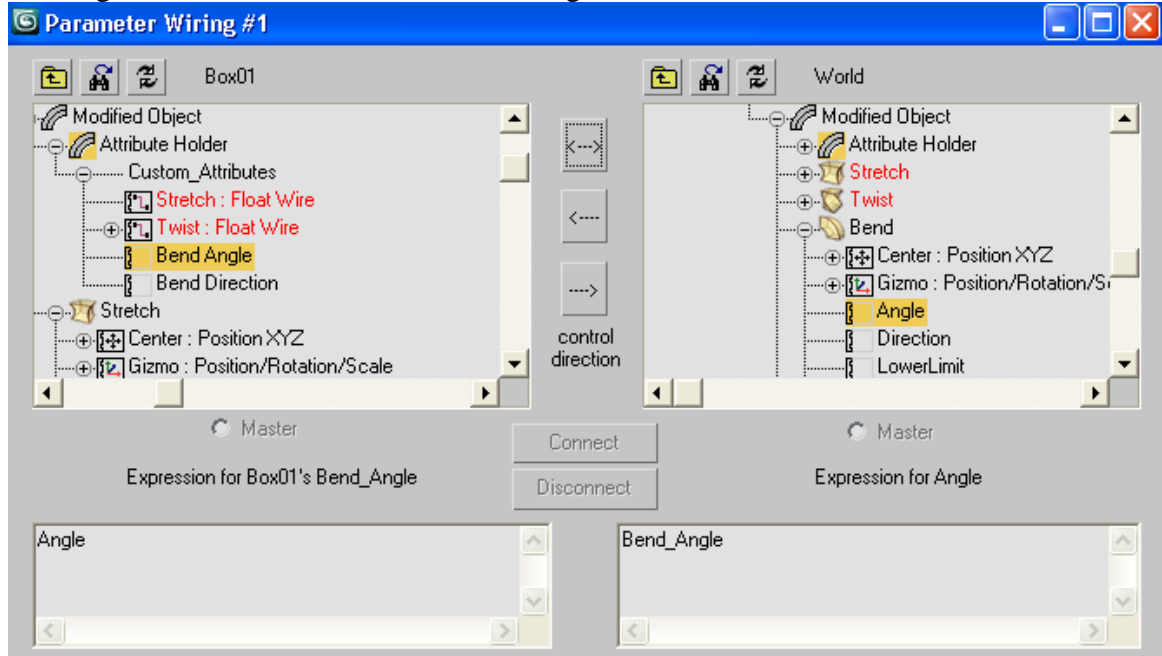 Parameter Wiring #1
Box01
World
Modified Object
Attribute Holder
Custom_Attributes
Stretch : Float Wire
Twist : Float Wire
Bend Angle
Bend Direction
Stretch
Center : Position XYZ
Gizmo : Position/Rotation/Scale
<--->
<----
---->
control
direction
Modified Object
Attribute Holder
Stretch
Twist
Bend
Center : Position XYZ
Gizmo : Position/Rotation/S
Angle
Direction
LowerLimit
Master
Connect
Master
Expression for Box01's Bend_Angle
Disconnect
Expression for Angle
Angle
Bend_Angle